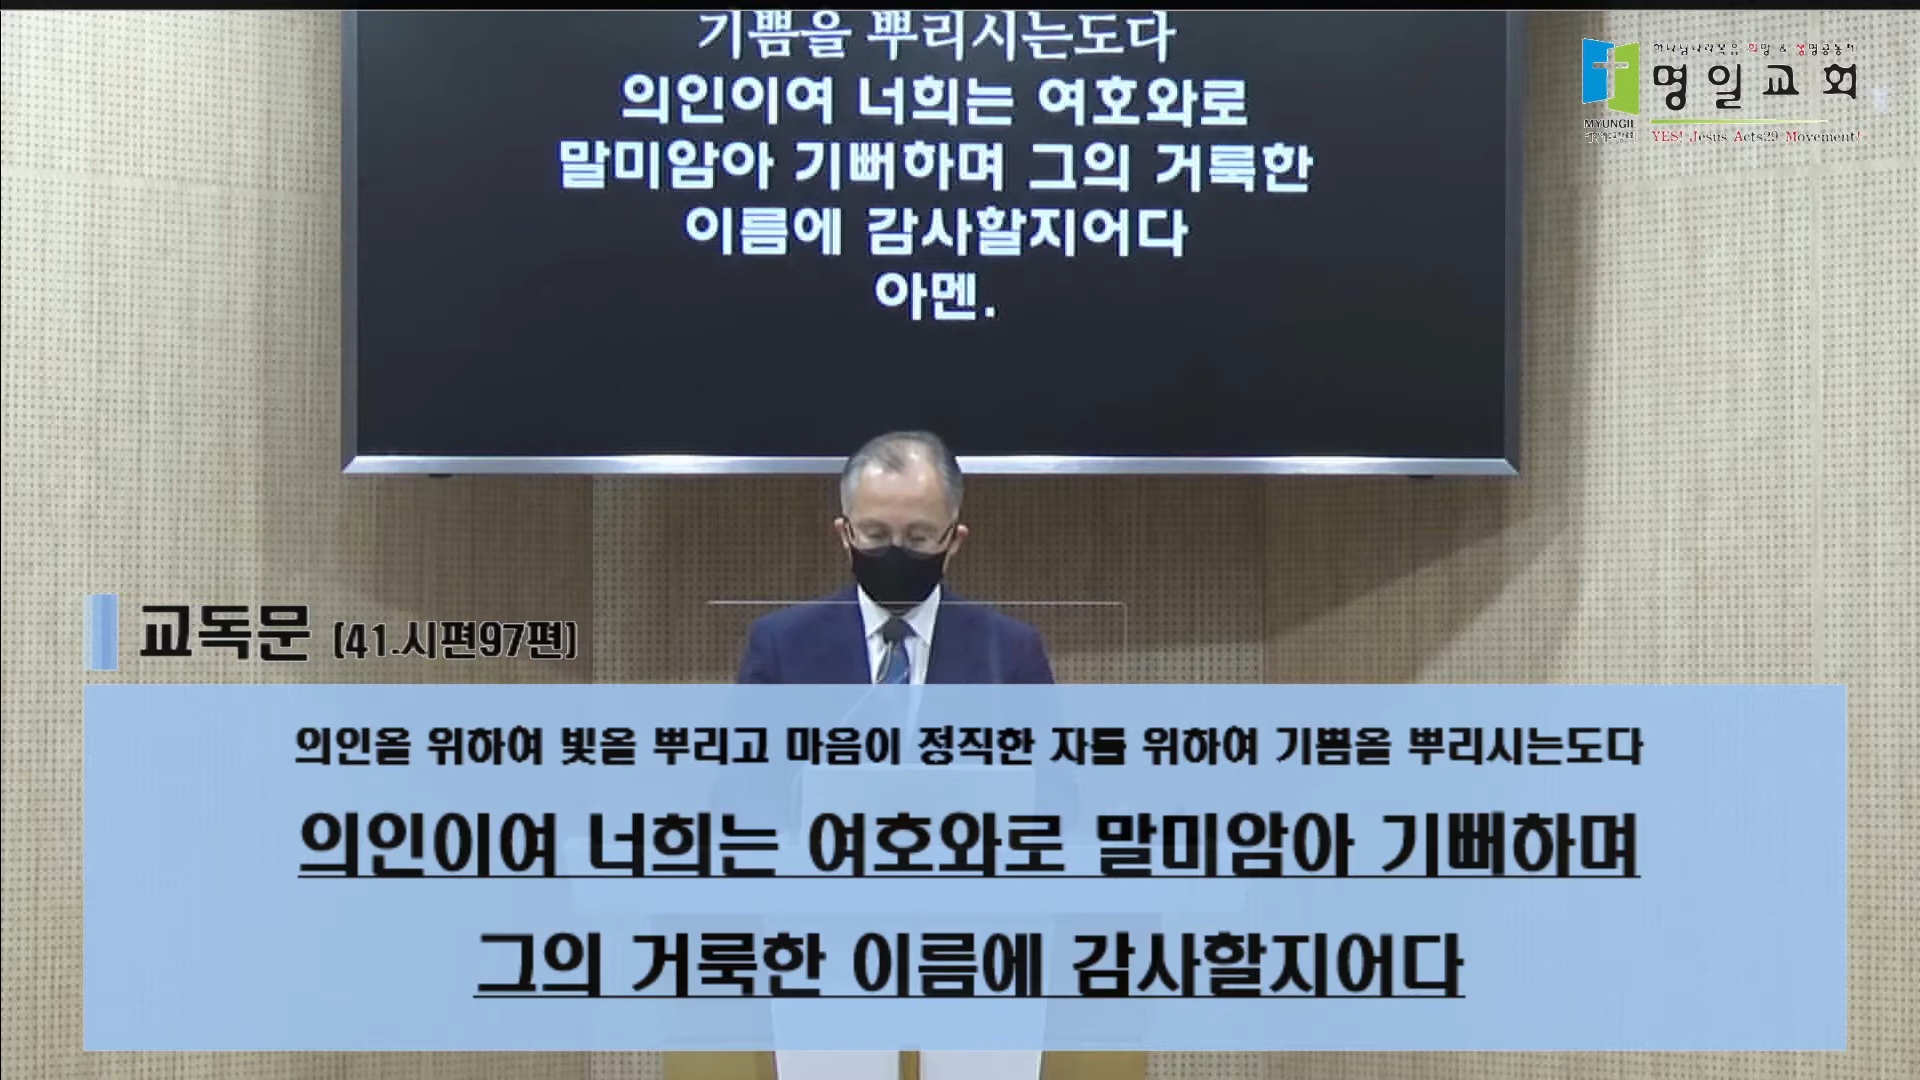 기쁨을 뿌리시는도다
의인이여 너희는 여호와로
말미암아 기뻐하며 그의 거룩한
이름에 감사할지어다
아멘.
명일교회
MYUNGIL
YES! Jesus Acts29 Movement!
교독문 (41.시편97편)
의인을 위하여 빛을 뿌리고 마음이 정직한 자를 위하여 기쁨을 뿌리시는도다
의인이여 너희는 여호와로 말미암아 기뻐하며
그의 거룩한 이름에 감사할지어다